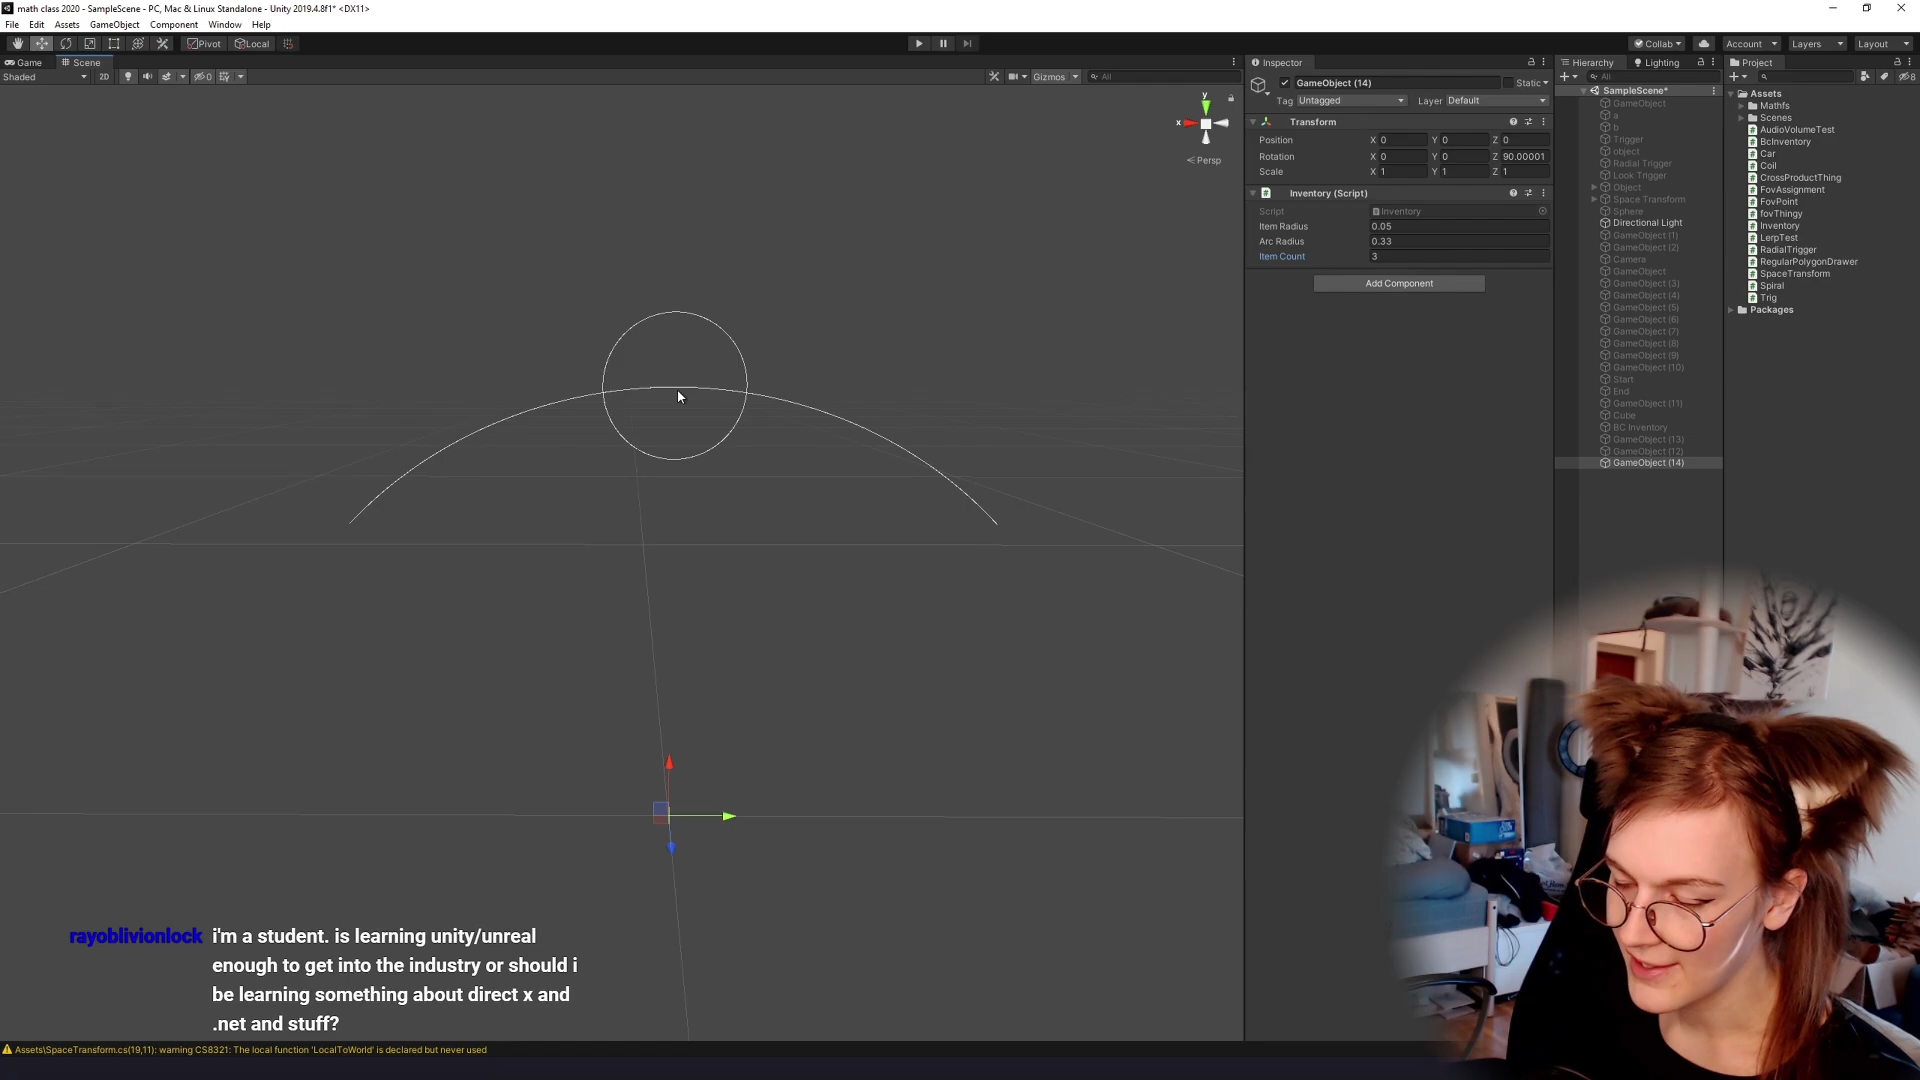 math class 2020 - SampleScene - PC, Mac & Linux Standalone - Unity 2019.4.8f1* <DX11>
File Edit Assets GameObject Component Window Help
Pivot Local
Collab Account Layers Layout
Game Scene
Shaded 2D 0 Gizmos All
y
x
Persp
Inspector
GameObject (14) Static
Tag Untagged Layer Default
Transform
Position X 0 Y 0 Z 0
Rotation X 0 Y 0 Z 90.00001
Scale X 1 Y 1 Z 1
Inventory (Script)
Script Inventory
Item Radius 0.05
Arc Radius 0.33
Item Count 3
Add Component
Hierarchy Lighting
All
SampleScene*
GameObject
a
b
Trigger
object
Radial Trigger
Look Trigger
Object
Space Transform
Sphere
Directional Light
GameObject (1)
GameObject (2)
Camera
GameObject
GameObject (3)
GameObject (4)
GameObject (5)
GameObject (6)
GameObject (7)
GameObject (8)
GameObject (9)
GameObject (10)
Start
End
GameObject (11)
Cube
BC Inventory
GameObject (13)
GameObject (12)
GameObject (14)
Project
8
Assets
Mathfs
Scenes
AudioVolumeTest
BcInventory
Car
Coil
CrossProductThing
FovAssignment
FovPoint
fovThingy
Inventory
LerpTest
RadialTrigger
RegularPolygonDrawer
SpaceTransform
Spiral
Trig
Packages
rayoblivionlock i'm a student. is learning unity/unreal
enough to get into the industry or should i
be learning something about direct x and
.net and stuff?
Assets\SpaceTransform.cs(19,11): warning CS8321: The local function 'LocalToWorld' is declared but never used